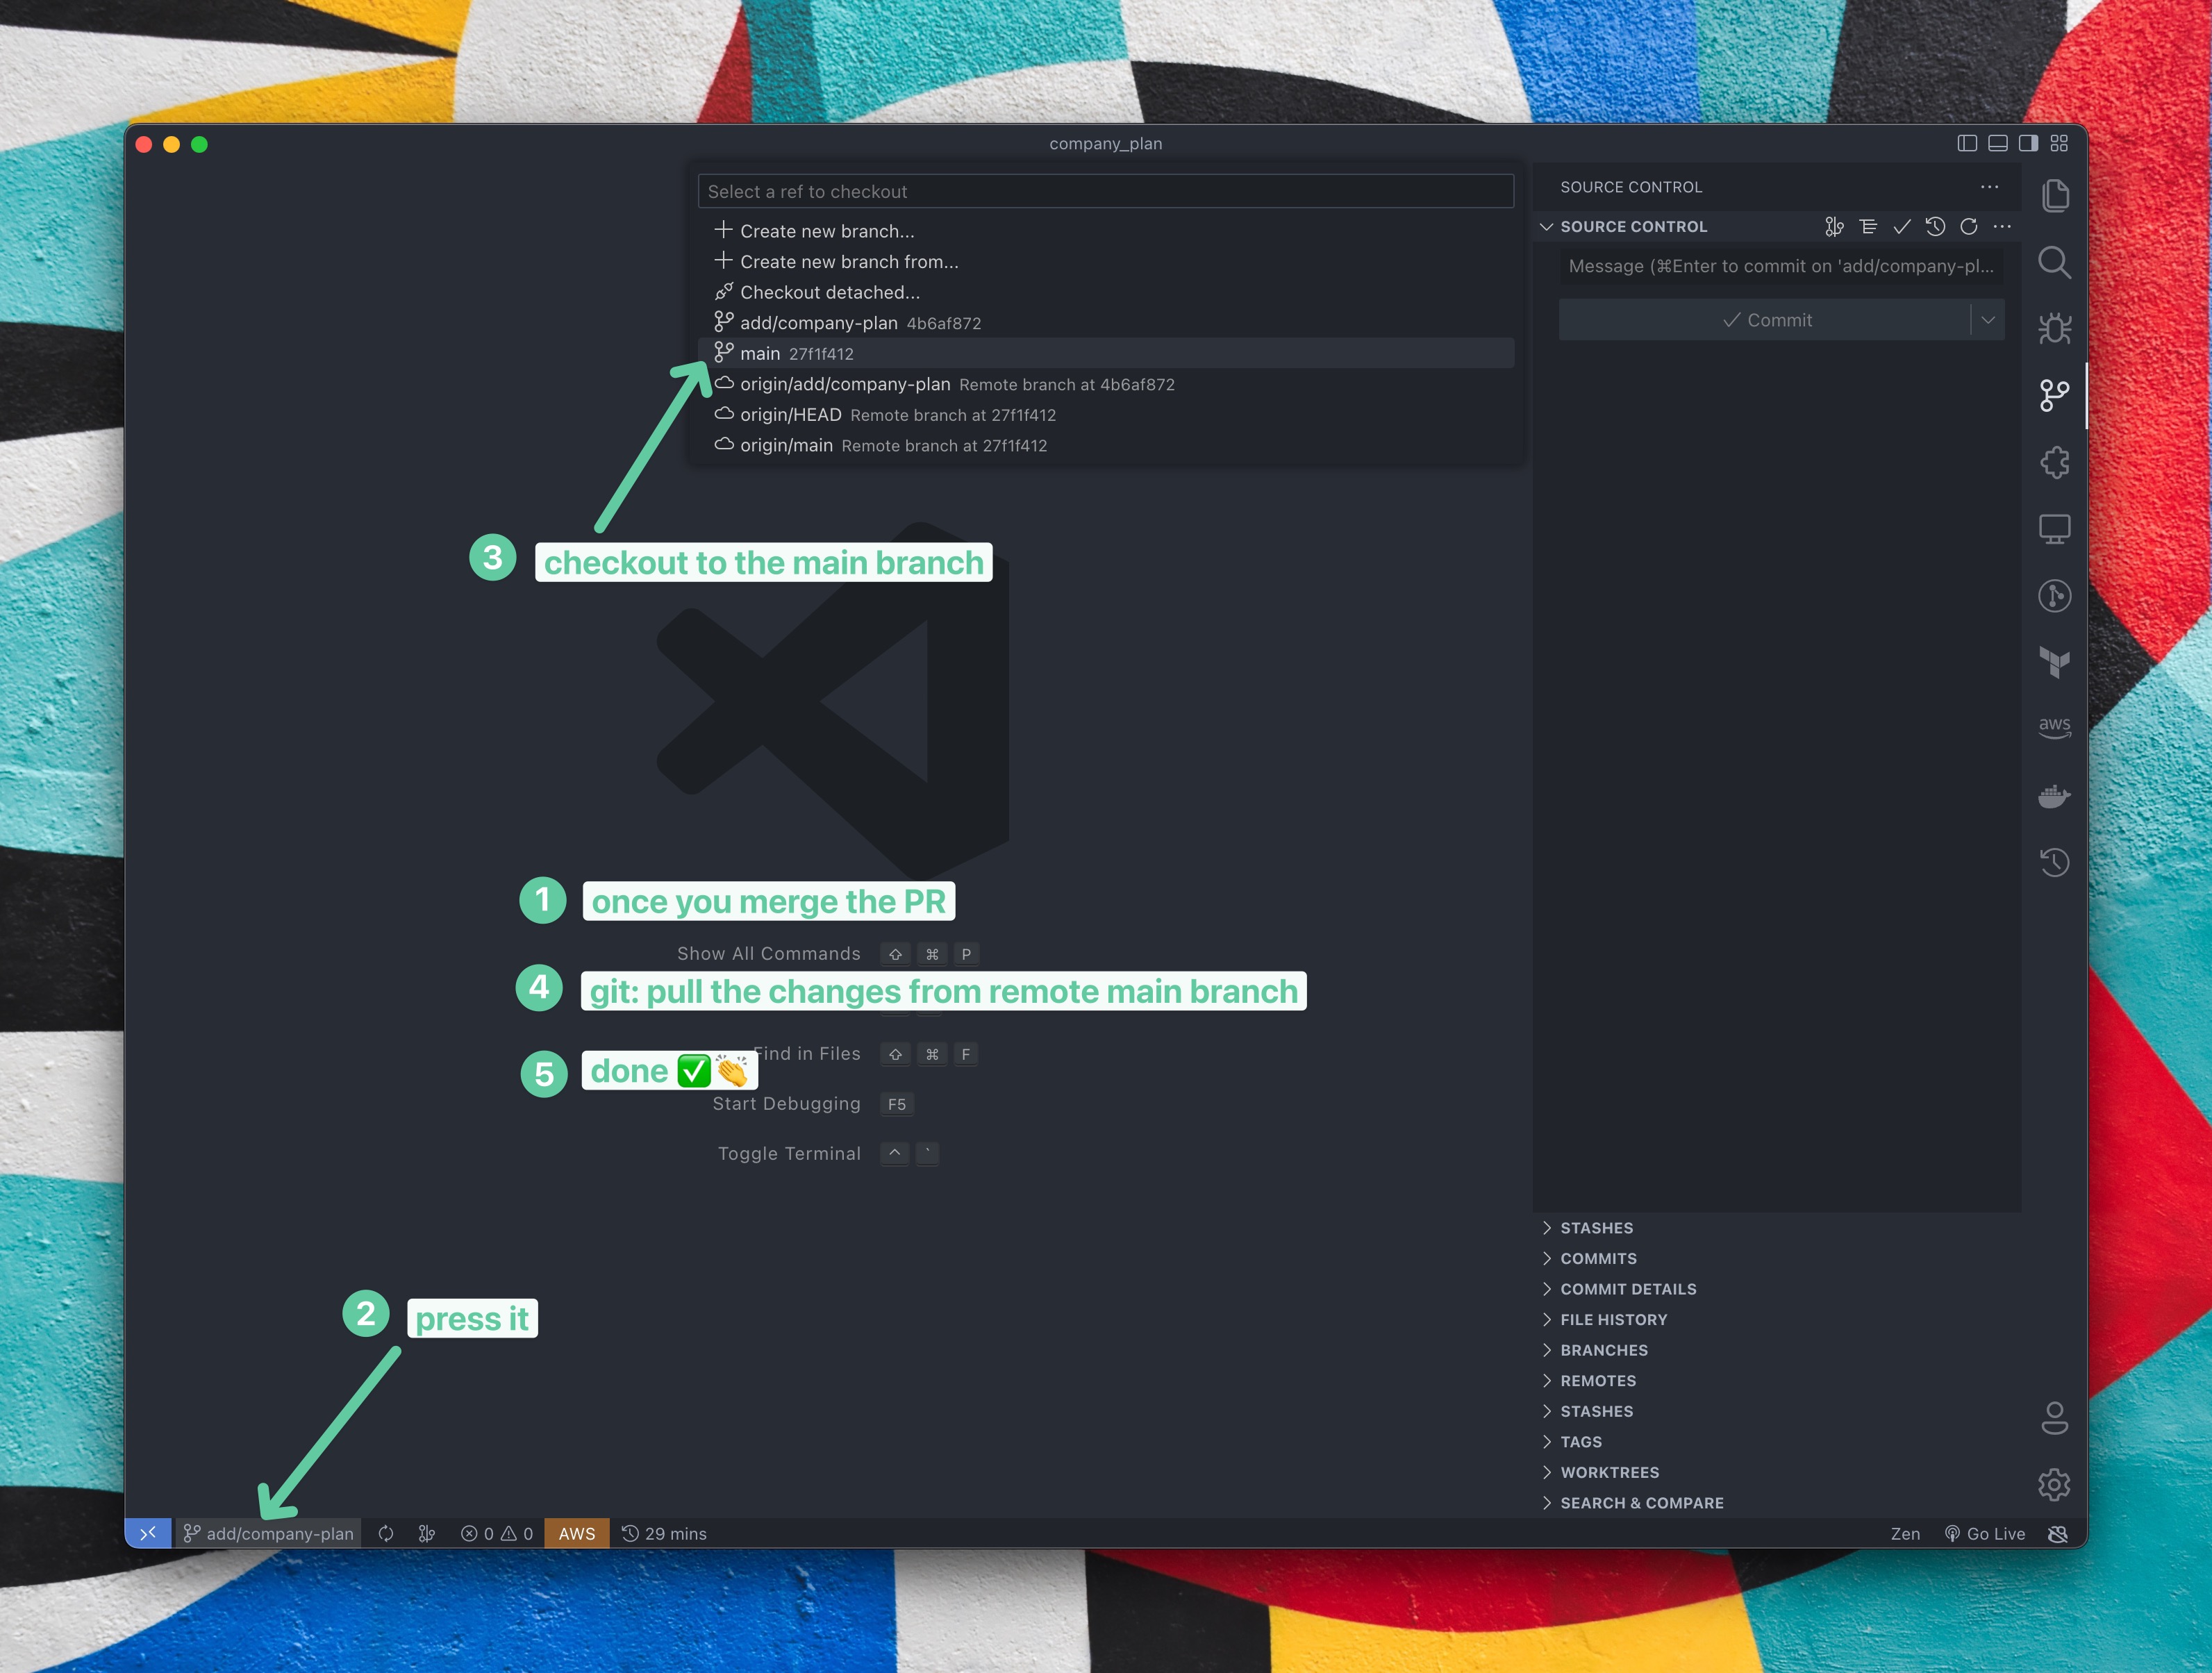 company_plan
Select a ref to checkout
Create new branch...
Create new branch from...
Checkout detached...
add/company-plan 4b6af872
main 27f1f412
origin/add/company-plan Remote branch at 4b6af872
origin/HEAD Remote branch at 27f1f412
origin/main Remote branch at 27f1f412
3 checkout to the main branch
1 once you merge the PR
Show All Commands ⇧ ⌘ P
4 git: pull the changes from remote main branch
Find in Files ⇧ ⌘ F
5 done ✅👏
Start Debugging F5
Toggle Terminal ^ `
2 press it
SOURCE CONTROL
SOURCE CONTROL
Message (⌘Enter to commit on 'add/company-pl...
Commit
STASHES
COMMITS
COMMIT DETAILS
FILE HISTORY
BRANCHES
REMOTES
STASHES
TAGS
WORKTREES
SEARCH & COMPARE
aws
add/company-plan 0 0 AWS 29 mins Zen Go Live